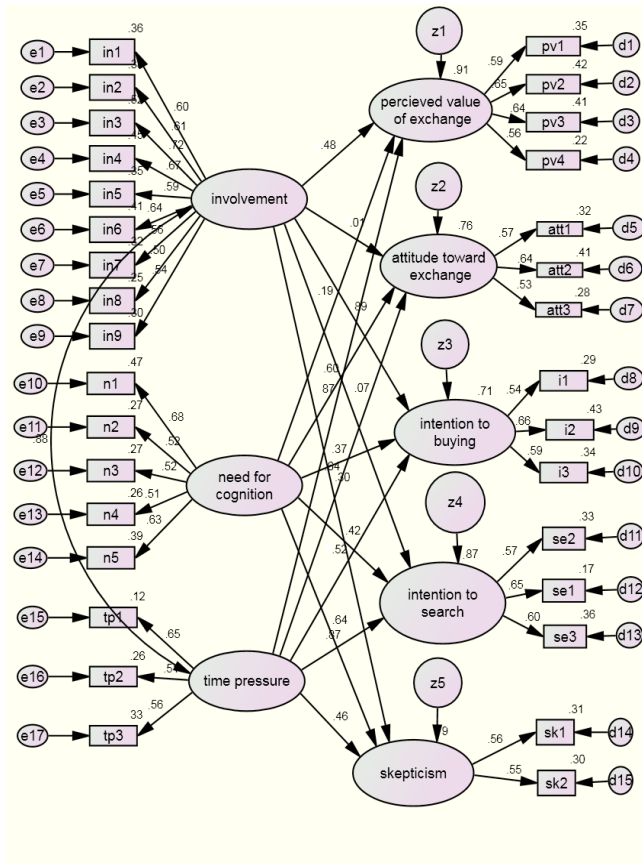 z1
.91
percieved value
of exchange
.59
.65
.64
.56
.35
pv1
d1
.42
pv2
d2
.41
pv3
d3
.22
pv4
d4
z2
.76
attitude toward
exchange
.57
.64
.53
.32
att1
d5
.41
att2
d6
.28
att3
d7
z3
.71
intention to
buying
.54
.66
.59
.29
i1
d8
.43
i2
d9
.34
i3
d10
z4
.87
intention to
search
.57
.65
.60
.33
se2
d11
.17
se1
d12
.36
se3
d13
z5
skepticism
.56
.55
.31
sk1
d14
.30
sk2
d15
e1
in1
.36
e2
in2
e3
in3
e4
in4
e5
in5
e6
in6
.41
e7
in7
e8
in8
.25
e9
in9
.30
.60
.61
.72
.67
.59
.64
.56
.50
.54
involvement
.48
.01
.19
.89
.60
.87
.07
.37
.30
.42
.52
.64
.87
.46
e10
n1
.47
e11
n2
.27
e12
n3
.27
e13
n4
.26
e14
n5
.39
.68
.52
.52
.51
.63
need for
cognition
.88
e15
tp1
.12
e16
tp2
.26
e17
tp3
33
.65
.54
.56
time pressure